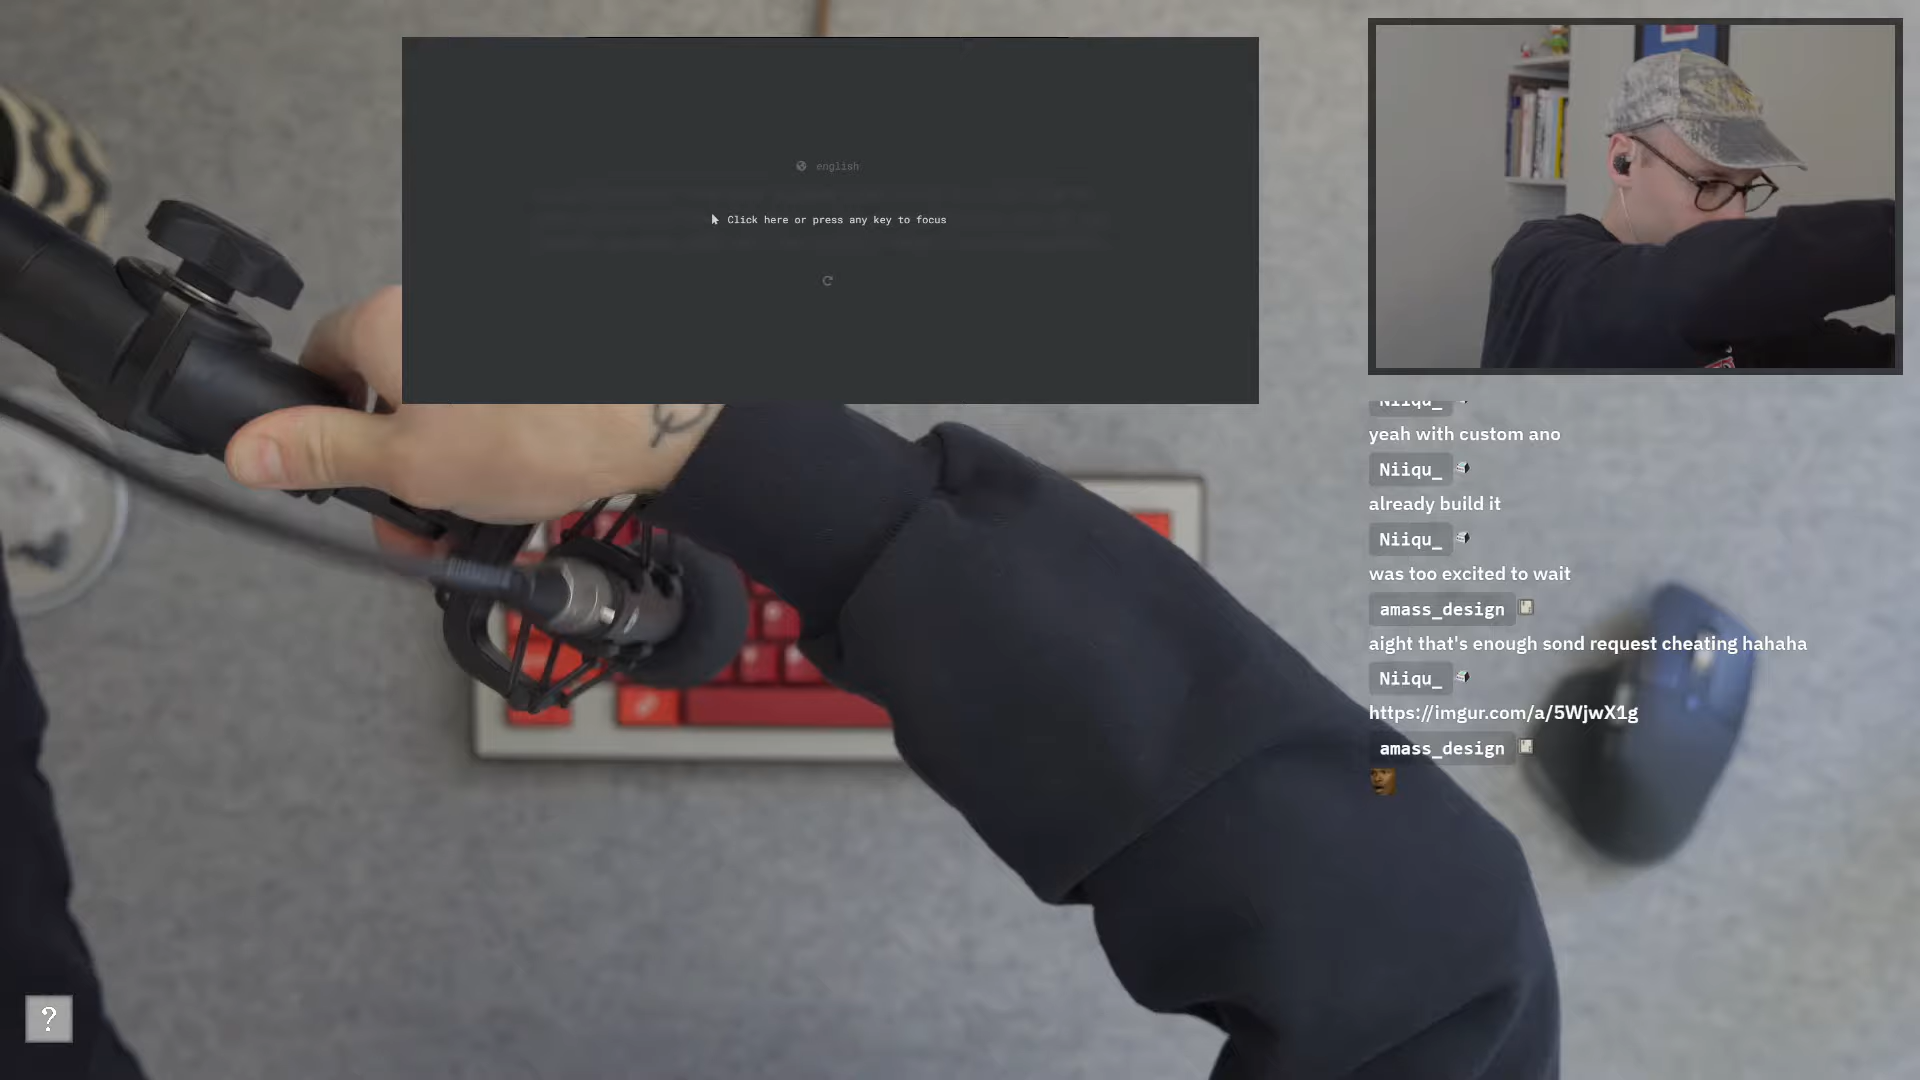 english
Click here or press any key to focus
Niiqu_
yeah with custom ano
Niiqu_
already build it
Niiqu_
was too excited to wait
amass_design
aight that's enough sond request cheating hahaha
Niiqu_
https://imgur.com/a/5WjwX1g
amass_design
?